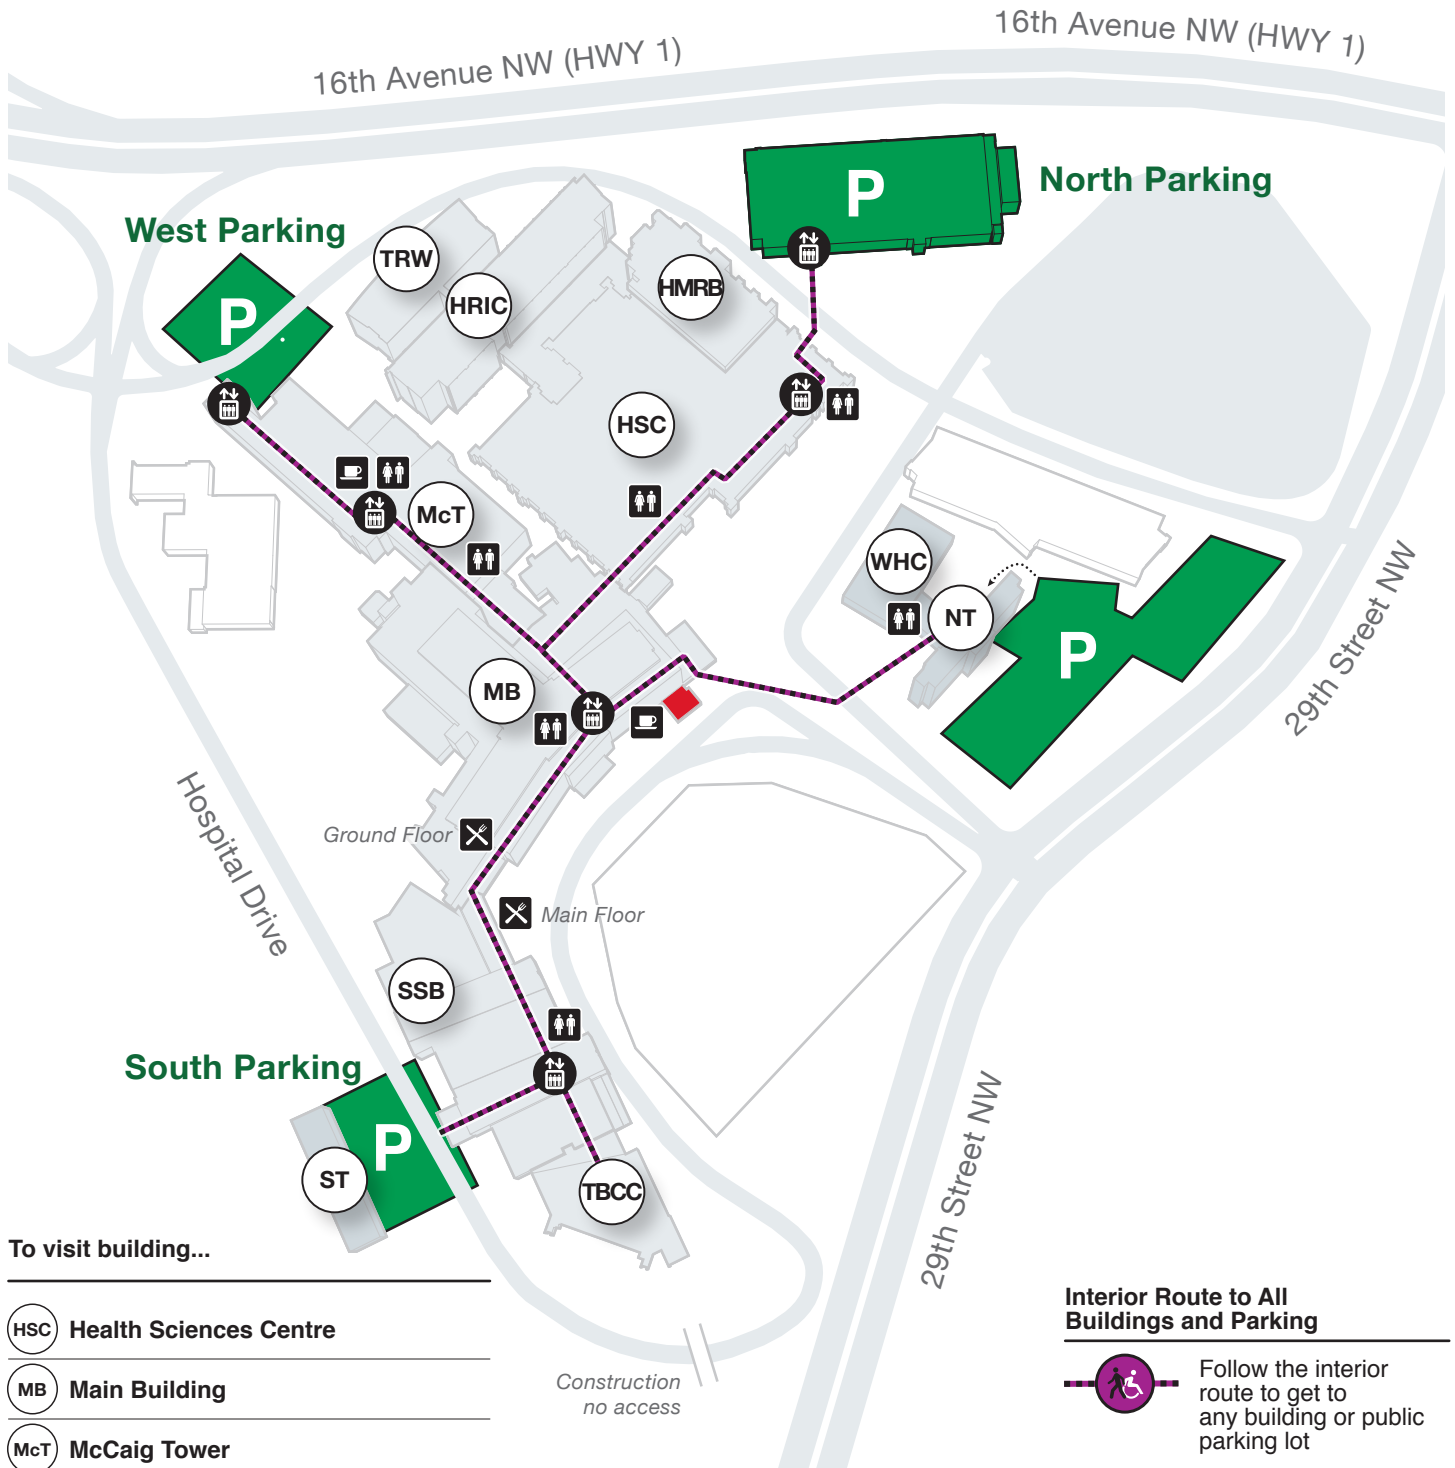 16th Avenue NW (HWY 1)
16th Avenue NW (HWY 1)
P
North Parking
West Parking
TRW
HMRB
HRIC
P
HSC
McT
WHC
NT
P
29th Street NW
MB
Hospital Drive
Ground Floor
Main Floor
SSB
South Parking
P
ST
TBCC
29th Street NW
To visit building...
HSC Health Sciences Centre
MB Main Building
McT McCaig Tower
Construction
no access
Interior Route to All
Buildings and Parking
Follow the interior
route to get to
any building or public
parking lot